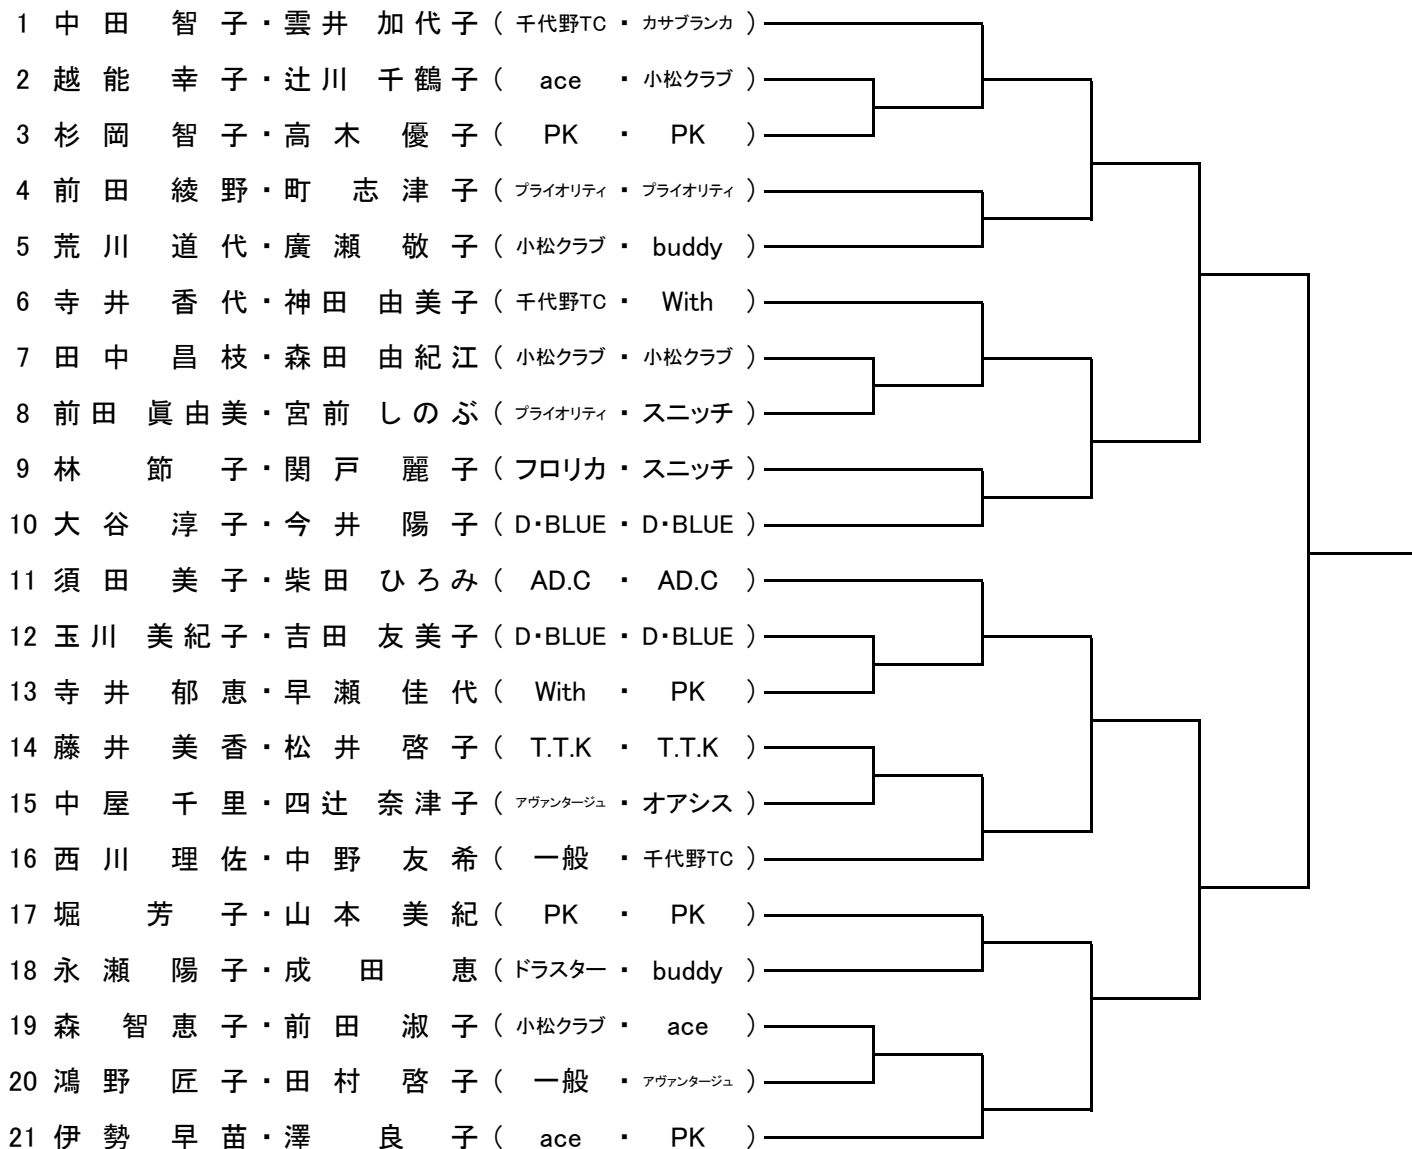 1 中田 智子・雲井 加代子（ 千代野TC ・ カサブランカ ）
2 越能 幸子・辻川 千鶴子（ ace ・ 小松クラブ ）
3 杉岡 智子・高木 優子（ PK ・ PK ）
4 前田 綾野・町 志津子（ プライオリティ ・ プライオリティ ）
5 荒川 道代・廣瀬 敬子（ 小松クラブ ・ buddy ）
6 寺井 香代・神田 由美子（ 千代野TC ・ With ）
7 田中 昌枝・森田 由紀江（ 小松クラブ ・ 小松クラブ ）
8 前田 眞由美・宮前 しのぶ（ プライオリティ ・ スニッチ ）
9 林 節子・関戸 麗子（ フロリカ ・ スニッチ ）
10 大谷 淳子・今井 陽子（ D・BLUE ・ D・BLUE ）
11 須田 美子・柴田 ひろみ（ AD.C ・ AD.C ）
12 玉川 美紀子・吉田 友美子（ D・BLUE ・ D・BLUE ）
13 寺井 郁恵・早瀬 佳代（ With ・ PK ）
14 藤井 美香・松井 啓子（ T.T.K ・ T.T.K ）
15 中屋 千里・四辻 奈津子（ アヴァンタージュ ・ オアシス ）
16 西川 理佐・中野 友希（ 一般 ・ 千代野TC ）
17 堀 芳子・山本 美紀（ PK ・ PK ）
18 永瀬 陽子・成田 恵（ ドラスター ・ buddy ）
19 森 智恵子・前田 淑子（ 小松クラブ ・ ace ）
20 鴻野 匠子・田村 啓子（ 一般 ・ アヴァンタージュ ）
21 伊勢 早苗・澤 良子（ ace ・ PK ）